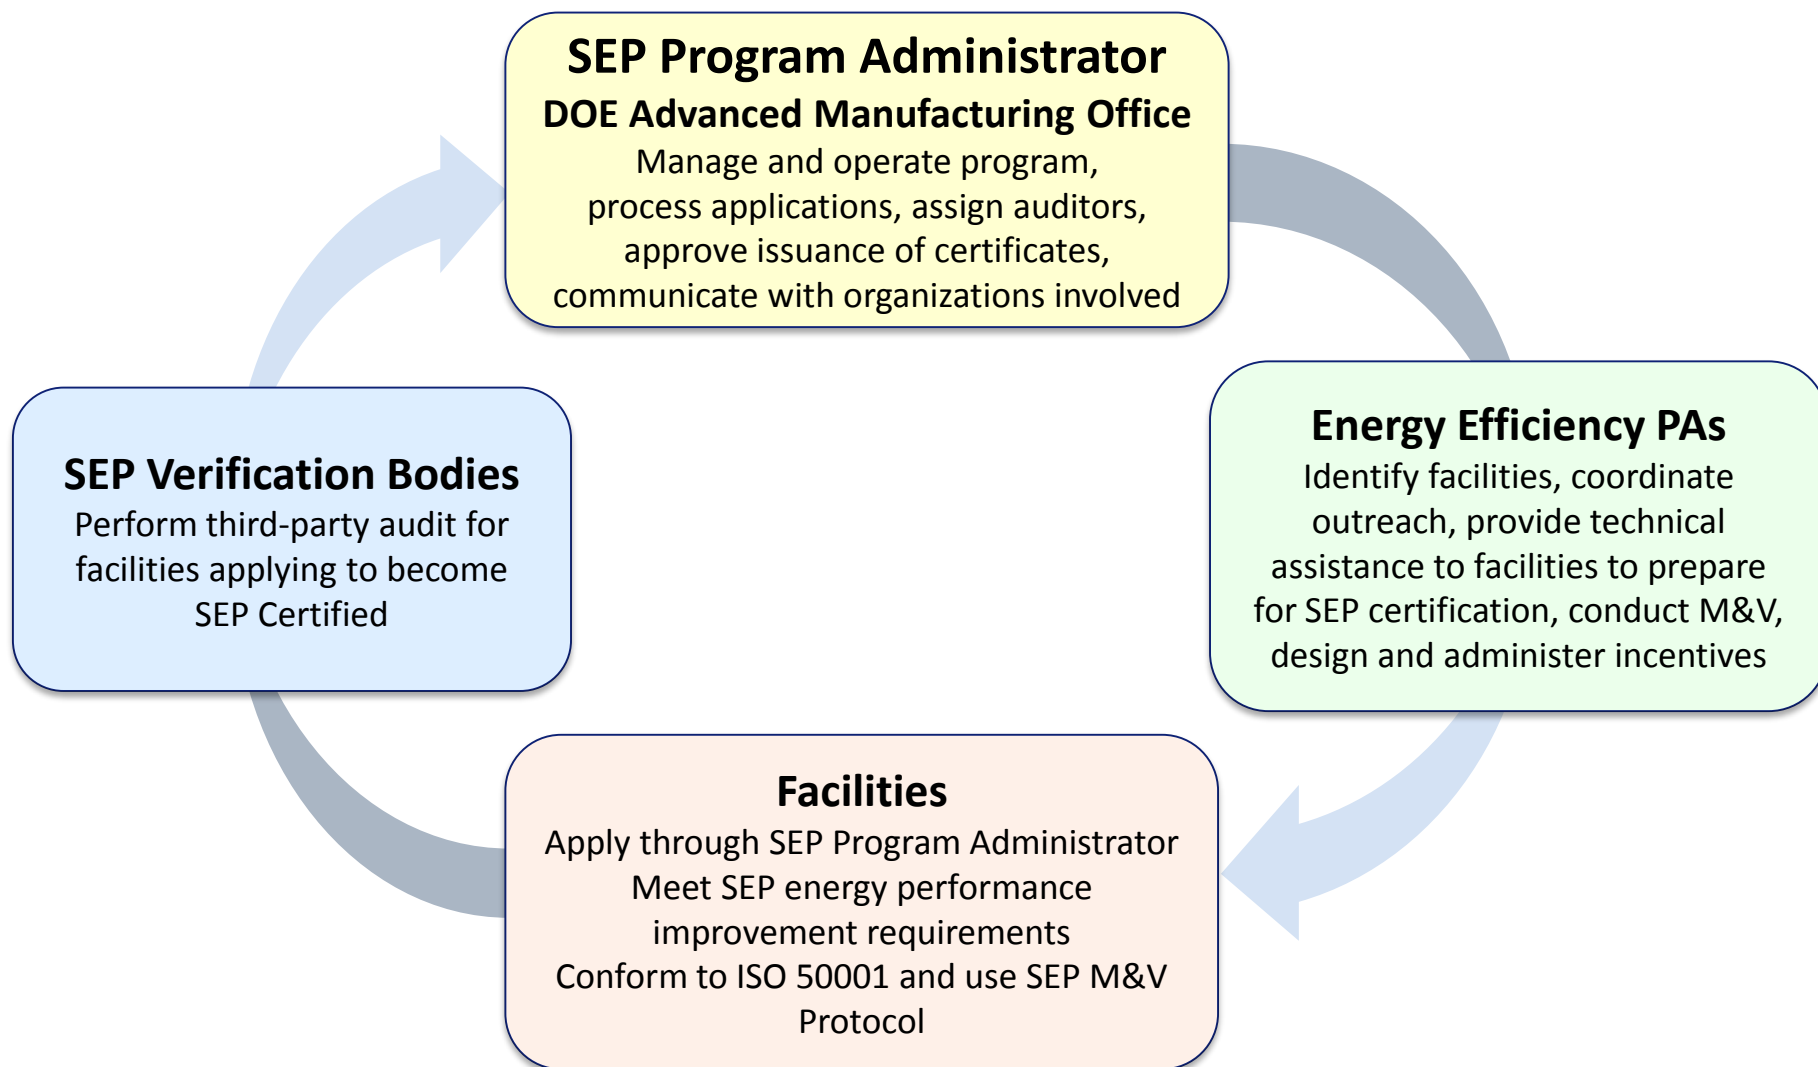 SEP Program Administrator
DOE Advanced Manufacturing Office
Manage and operate program,
process applications, assign auditors,
approve issuance of certificates,
communicate with organizations involved
Energy Efficiency PAs
Identify facilities, coordinate
outreach, provide technical
assistance to facilities to prepare
for SEP certification, conduct M&V,
design and administer incentives
SEP Verification Bodies
Perform third-party audit for
facilities applying to become
SEP Certified
Facilities
Apply through SEP Program Administrator
Meet SEP energy performance
improvement requirements
Conform to ISO 50001 and use SEP M&V
Protocol